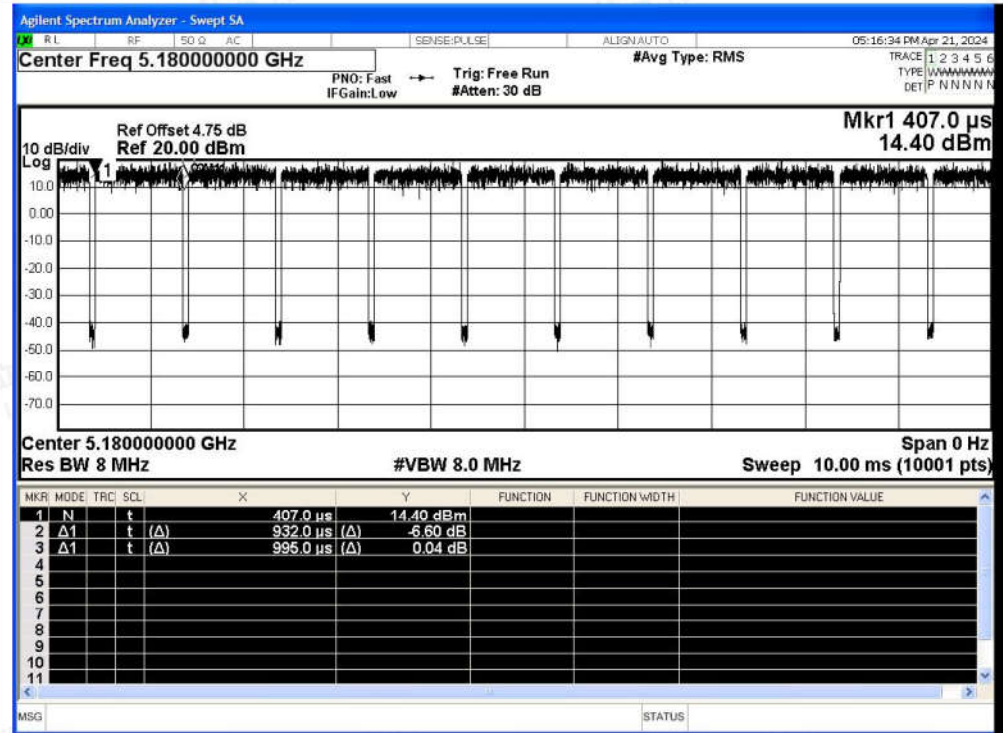 Agilent Spectrum Analyzer - Swept SA
RL RF 50 Ω AC SENSE:PULSE ALIGN AUTO 05:16:34 PM Apr 21, 2024
Center Freq 5.180000000 GHz #Avg Type: RMS TRACE 1 2 3 4 5 6
PNO: Fast Trig: Free Run TYPE WWWWWW
IFGain:Low #Atten: 30 dB DET P N N N N N
Mkr1 407.0 µs
Ref Offset 4.75 dB
10 dB/div Ref 20.00 dBm 14.40 dBm
Log
1
10.0
0.00
-10.0
-20.0
-30.0
-40.0
-50.0
-60.0
-70.0
Center 5.180000000 GHz Span 0 Hz
Res BW 8 MHz #VBW 8.0 MHz Sweep 10.00 ms (10001 pts)
MKR MODE TRC SCL X Y FUNCTION FUNCTION WIDTH FUNCTION VALUE
1 N t 407.0 µs 14.40 dBm
2 Δ1 t (Δ) 932.0 µs (Δ) -6.60 dB
3 Δ1 t (Δ) 995.0 µs (Δ) 0.04 dB
4
5
6
7
8
9
10
11
MSG STATUS